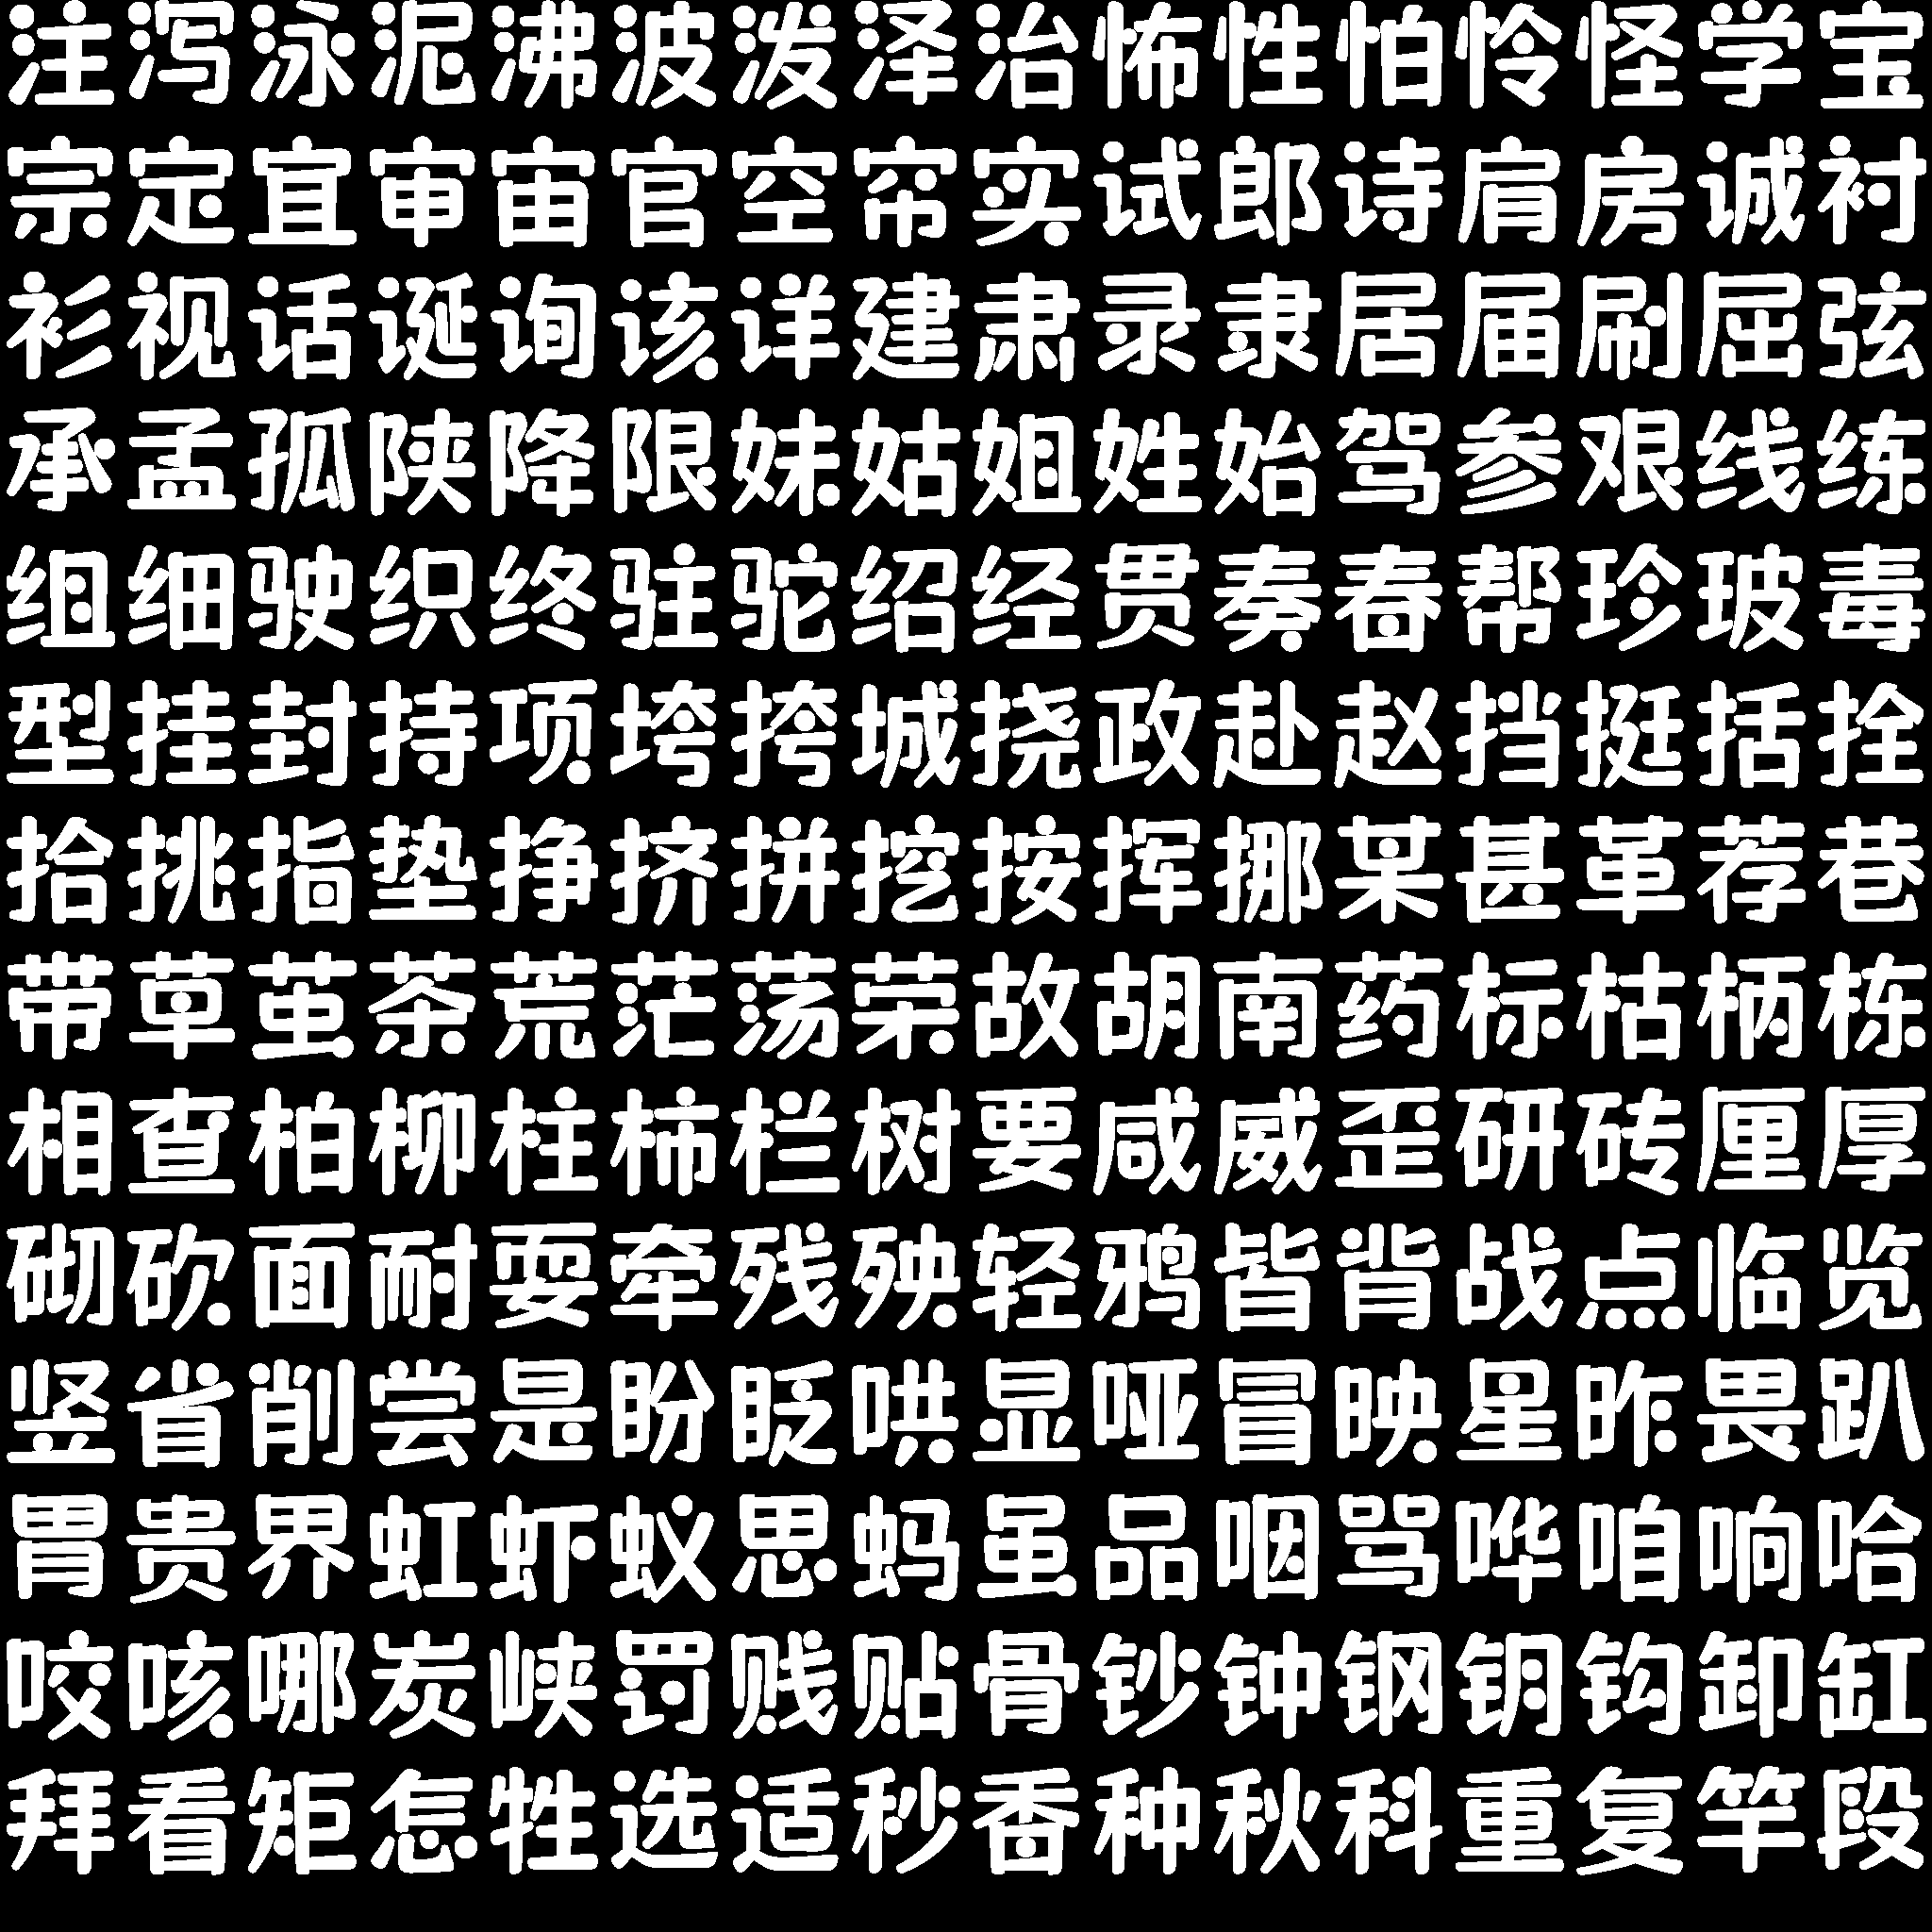 注泻泳泥沸波泼泽治怖性怕怜怪学宝
宗定宜审宙官空帘实试郎诗肩房诚衬
衫视话诞询该详建肃录隶居届刷屈弦
承孟孤陕降限妹姑姐姓始驾参艰线练
组细驶织终驻驼绍经贯奏春帮珍玻毒
型挂封持项垮挎城挠政赴赵挡挺括拴
拾挑指垫挣挤拼挖按挥挪某甚革荐巷
带草茧茶荒茫荡荣故胡南药标枯柄栋
相查柏柳柱柿栏树要咸威歪研砖厘厚
砌砍面耐耍牵残殃轻鸦皆背战点临览
竖省削尝是盼眨哄显哑冒映星昨畏趴
胃贵界虹虾蚁思蚂虽品咽骂哗咱响哈
咬咳哪炭峡罚贱贴骨钞钟钢钥钩卸缸
拜看矩怎牲选适秒香种秋科重复竿段